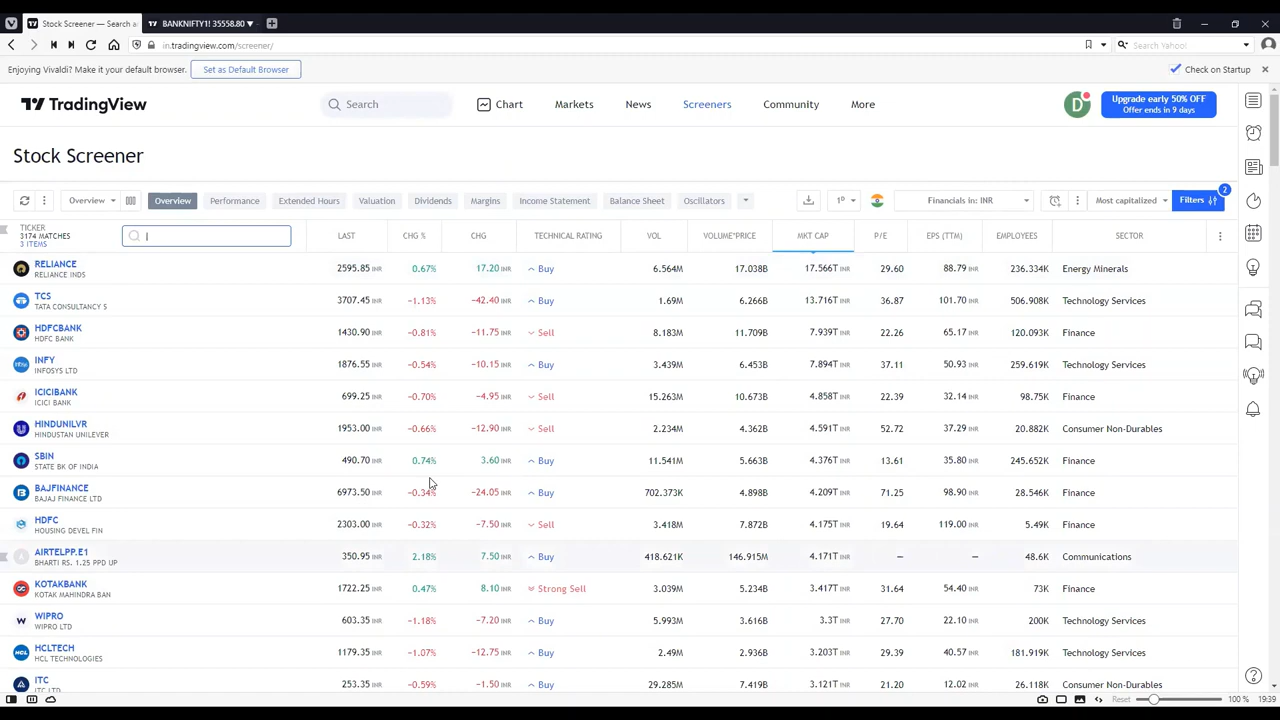 Stock Screener — Search a
BANKNIFTY1! 35558.80 ▼
in.tradingview.com/screener/
Search Yahoo!
Enjoying Vivaldi? Make it your default browser. Set as Default Browser
Check on Startup
TradingView
Search
Chart Markets News Screeners Community More
D
Upgrade early 50% OFF
Offer ends in 9 days
Stock Screener
Overview Overview Performance Extended Hours Valuation Dividends Margins Income Statement Balance Sheet Oscillators 1D Financials in: INR Most capitalized Filters 2
TICKER
3174 MATCHES
3 ITEMS
LAST CHG % CHG TECHNICAL RATING VOL VOLUME*PRICE MKT CAP P/E EPS (TTM) EMPLOYEES SECTOR
RELIANCE
RELIANCE INDS
2595.85 INR 0.67% 17.20 INR Buy 6.564M 17.038B 17.566T INR 29.60 88.79 INR 236.334K Energy Minerals
TCS
TATA CONSULTANCY S
3707.45 INR −1.13% −42.40 INR Buy 1.69M 6.266B 13.716T INR 36.87 101.70 INR 506.908K Technology Services
HDFCBANK
HDFC BANK
1430.90 INR −0.81% −11.75 INR Sell 8.183M 11.709B 7.939T INR 22.26 65.17 INR 120.093K Finance
INFY
INFOSYS LTD
1876.55 INR −0.54% −10.15 INR Buy 3.439M 6.453B 7.894T INR 37.11 50.93 INR 259.619K Technology Services
ICICIBANK
ICICI BANK
699.25 INR −0.70% −4.95 INR Sell 15.263M 10.673B 4.858T INR 22.39 32.14 INR 98.75K Finance
HINDUNILVR
HINDUSTAN UNILEVER
1953.00 INR −0.66% −12.90 INR Sell 2.234M 4.362B 4.591T INR 52.72 37.29 INR 20.882K Consumer Non-Durables
SBIN
STATE BK OF INDIA
490.70 INR 0.74% 3.60 INR Buy 11.541M 5.663B 4.376T INR 13.61 35.80 INR 245.652K Finance
BAJFINANCE
BAJAJ FINANCE LTD
6973.50 INR −0.34% −24.05 INR Buy 702.373K 4.898B 4.209T INR 71.25 98.90 INR 28.546K Finance
HDFC
HOUSING DEVEL FIN
2303.00 INR −0.32% −7.50 INR Sell 3.418M 7.872B 4.175T INR 19.64 119.00 INR 5.49K Finance
A
AIRTELPP.E1
BHARTI RS. 1.25 PPD UP
350.95 INR 2.18% 7.50 INR Buy 418.621K 146.915M 4.171T INR — — 48.6K Communications
KOTAKBANK
KOTAK MAHINDRA BAN
1722.25 INR 0.47% 8.10 INR Strong Sell 3.039M 5.234B 3.417T INR 31.64 54.40 INR 73K Finance
WIPRO
WIPRO LTD
603.35 INR −1.18% −7.20 INR Buy 5.993M 3.616B 3.3T INR 27.70 22.10 INR 200K Technology Services
HCLTECH
HCL TECHNOLOGIES
1179.35 INR −1.07% −12.75 INR Buy 2.49M 2.936B 3.203T INR 29.39 40.57 INR 181.919K Technology Services
ITC
ITC LTD
253.35 INR −0.59% −1.50 INR Buy 29.285M 7.419B 3.121T INR 21.20 12.02 INR 26.118K Consumer Non-Durables
Reset 100 % 19:39